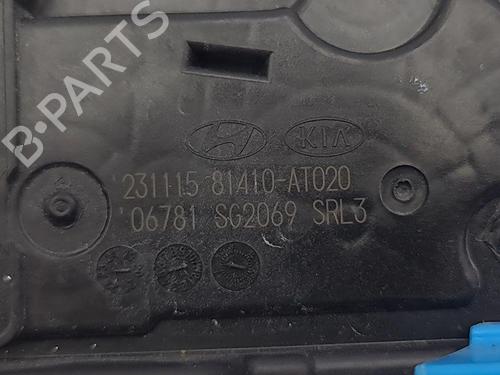 B-PARTS
KIA
'231115 81410-AT020
'06781 SG2069 SRL3